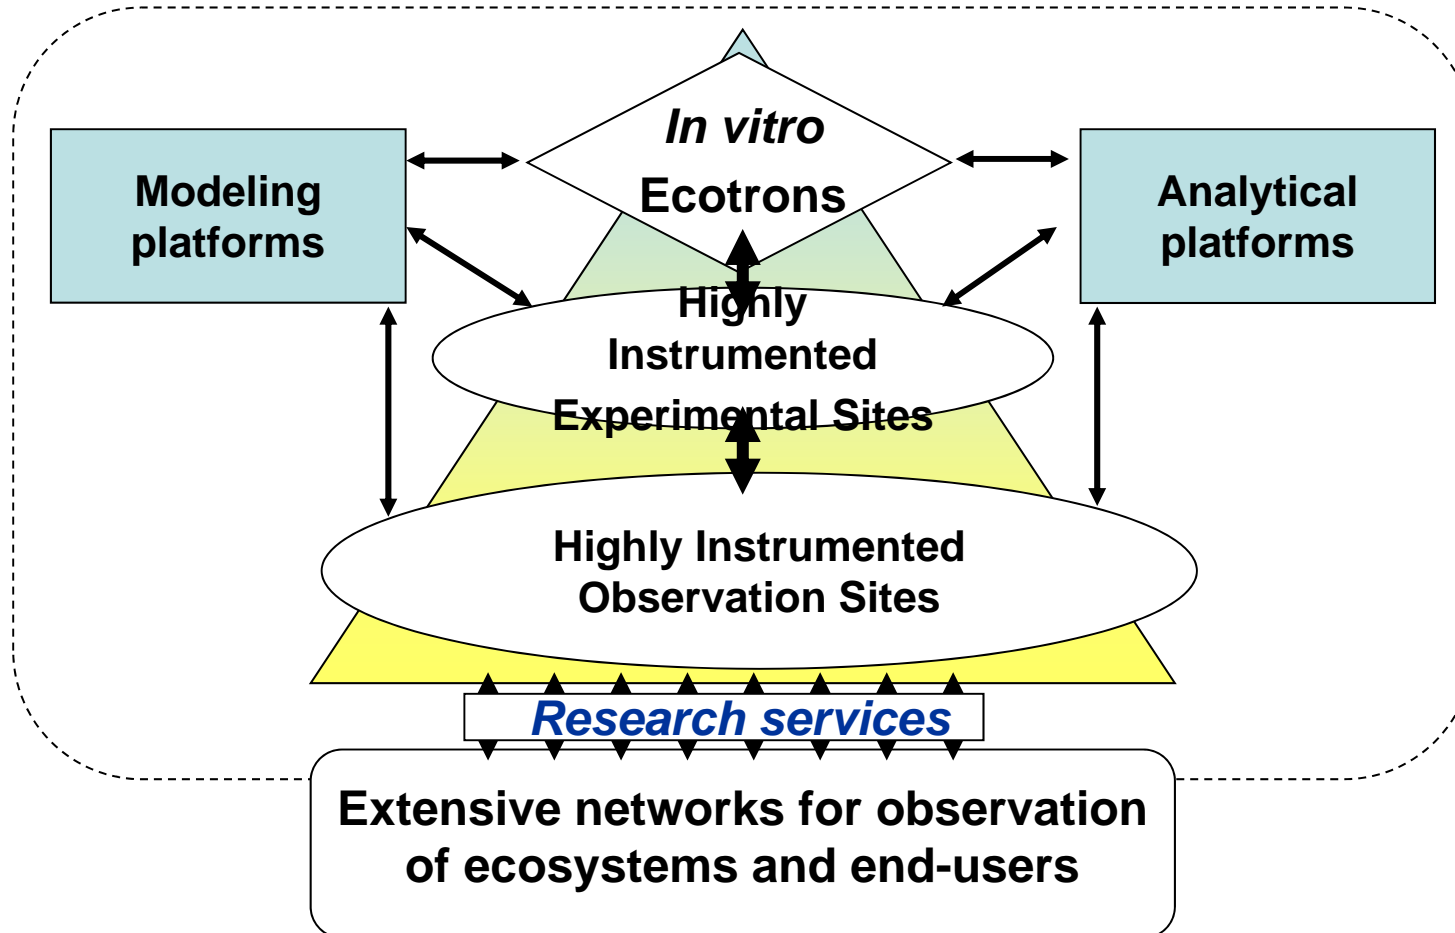 In vitro
Ecotrons
Modeling
platforms
Analytical
platforms
Highly
Instrumented
Experimental Sites
Highly Instrumented
Observation Sites
Research services
Extensive networks for observation
of ecosystems and end-users